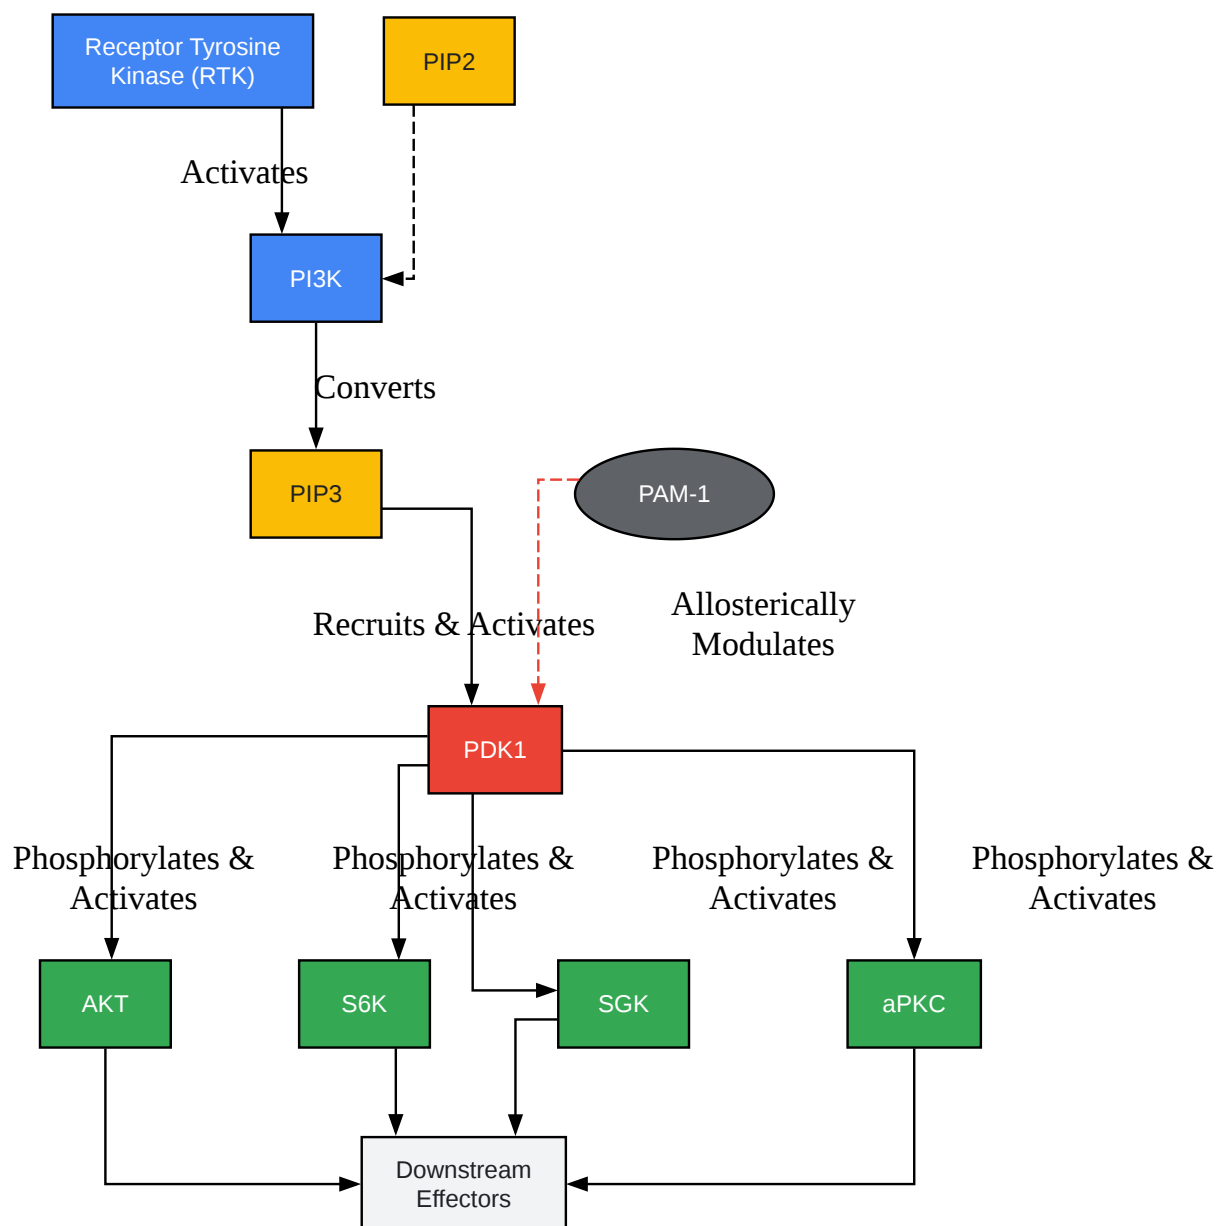 Receptor Tyrosine
Kinase (RTK)
PIP2
Activates
PI3K
Converts
PIP3
PAM-1
Recruits & Activates
Allosterically
Modulates
PDK1
Phosphorylates &
Activates
Phosphorylates &
Activates
Phosphorylates &
Activates
Phosphorylates &
Activates
AKT
S6K
SGK
aPKC
Downstream
Effectors